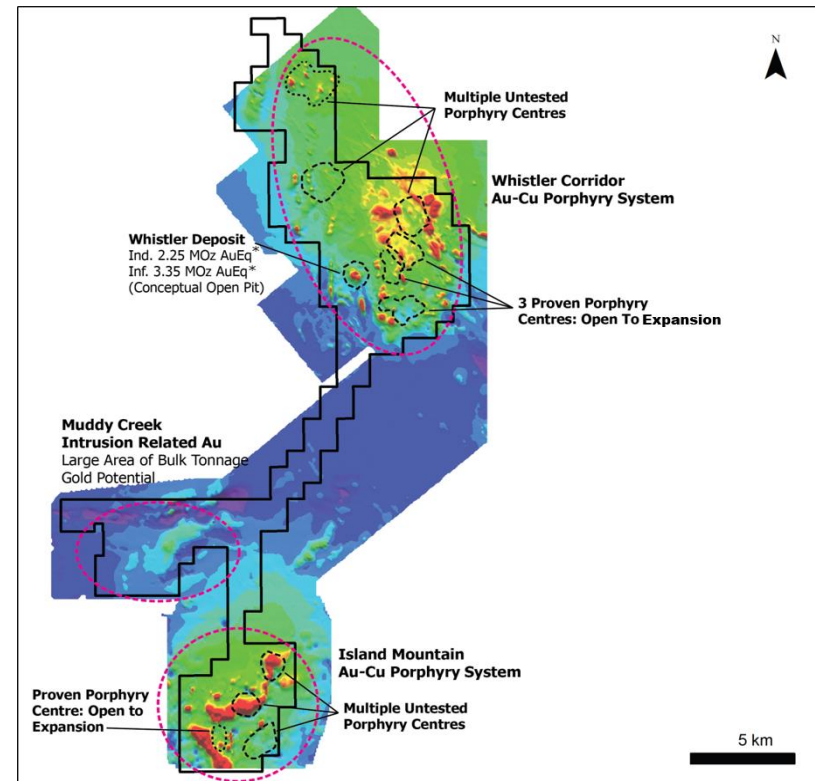 N
Multiple Untested
Porphyry Centres
Whistler Corridor
Au-Cu Porphyry System
Whistler Deposit
Ind. 2.25 MOz AuEq*
Inf. 3.35 MOz AuEq*
(Conceptual Open Pit)
3 Proven Porphyry
Centres: Open To Expansion
Muddy Creek
Intrusion Related Au
Large Area of Bulk Tonnage
Gold Potential
Island Mountain
Au-Cu Porphyry System
Proven Porphyry
Centre: Open to
Expansion
Multiple Untested
Porphyry Centres
5 km